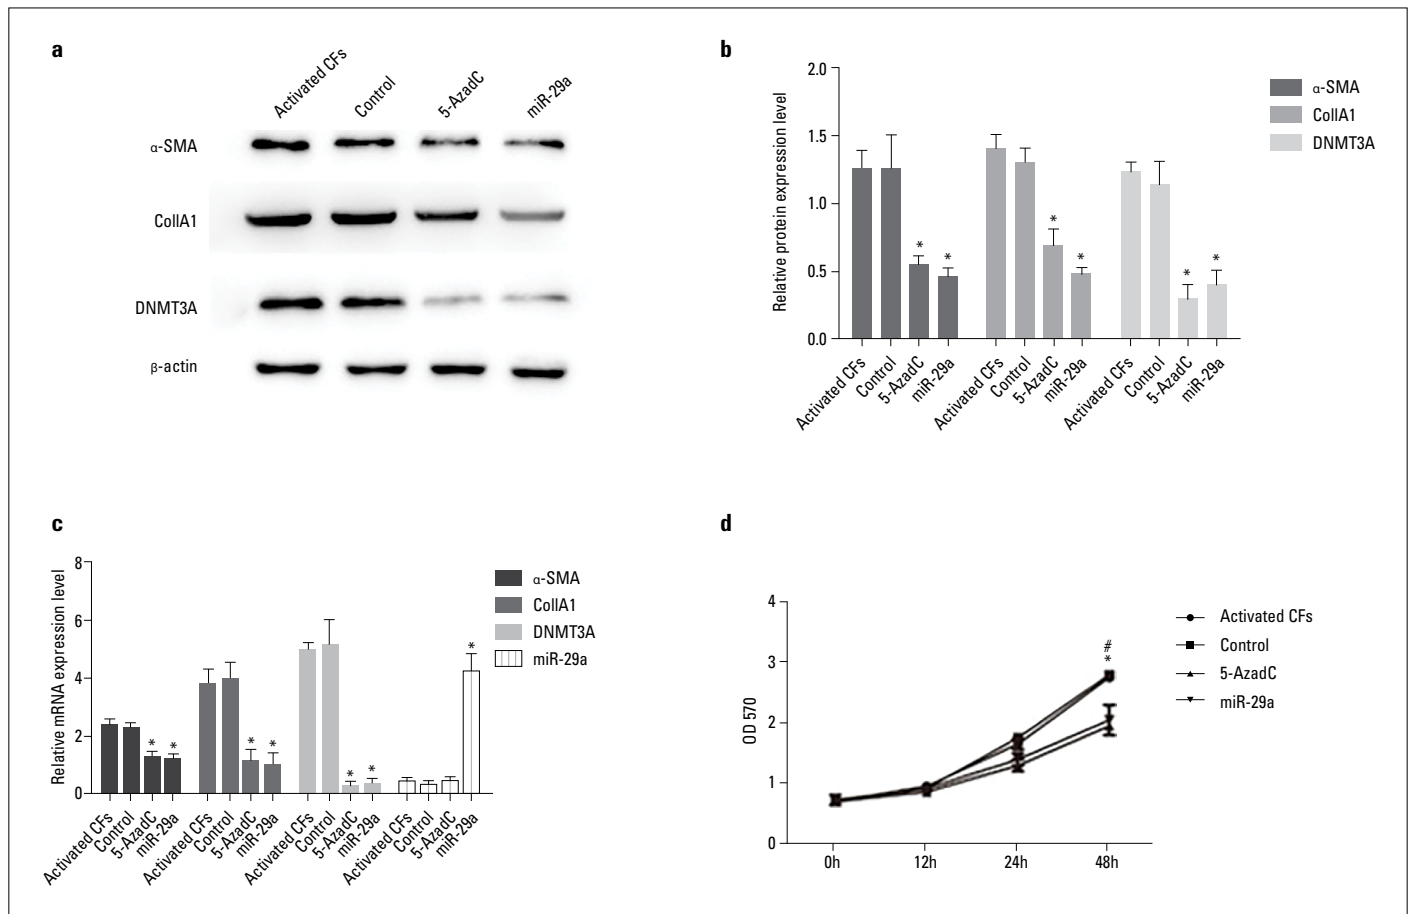 a
Activated CFs
Control
5-AzadC
miR-29a
α-SMA
CollA1
DNMT3A
β-actin
b
Relative protein expression level
2.0
1.5
1.0
0.5
0.0
Activated CFs
Control
5-AzadC
miR-29a
Activated CFs
Control
5-AzadC
miR-29a
Activated CFs
Control
5-AzadC
miR-29a
* * * * * *
α-SMA
CollA1
DNMT3A
c
Relative mRNA expression level
8
6
4
2
0
Activated CFs
Control
5-AzadC
miR-29a
Activated CFs
Control
5-AzadC
miR-29a
Activated CFs
Control
5-AzadC
miR-29a
Activated CFs
Control
5-AzadC
miR-29a
* * * * * * *
α-SMA
CollA1
DNMT3A
miR-29a
d
OD 570
4
3
2
1
0
0h
12h
24h
48h
#
*
Activated CFs
Control
5-AzadC
miR-29a